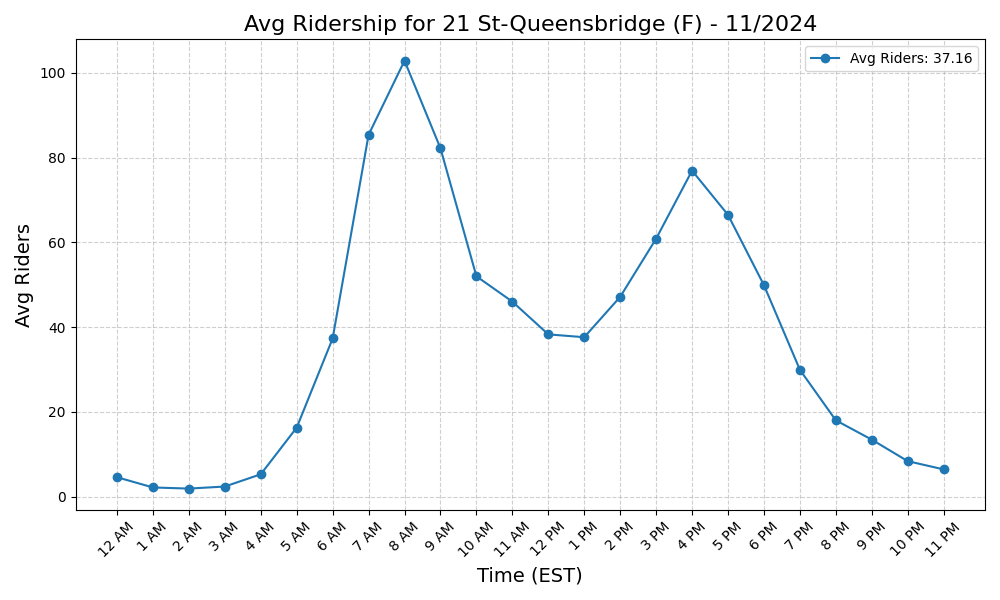 Avg Ridership for 21 St-Queensbridge (F) - 11/2024
Avg Riders: 37.16
Avg Riders
100
80
60
40
20
0
12 AM
1 AM
2 AM
3 AM
4 AM
5 AM
6 AM
7 AM
8 AM
9 AM
10 AM
11 AM
12 PM
1 PM
2 PM
3 PM
4 PM
5 PM
6 PM
7 PM
8 PM
9 PM
10 PM
11 PM
Time (EST)